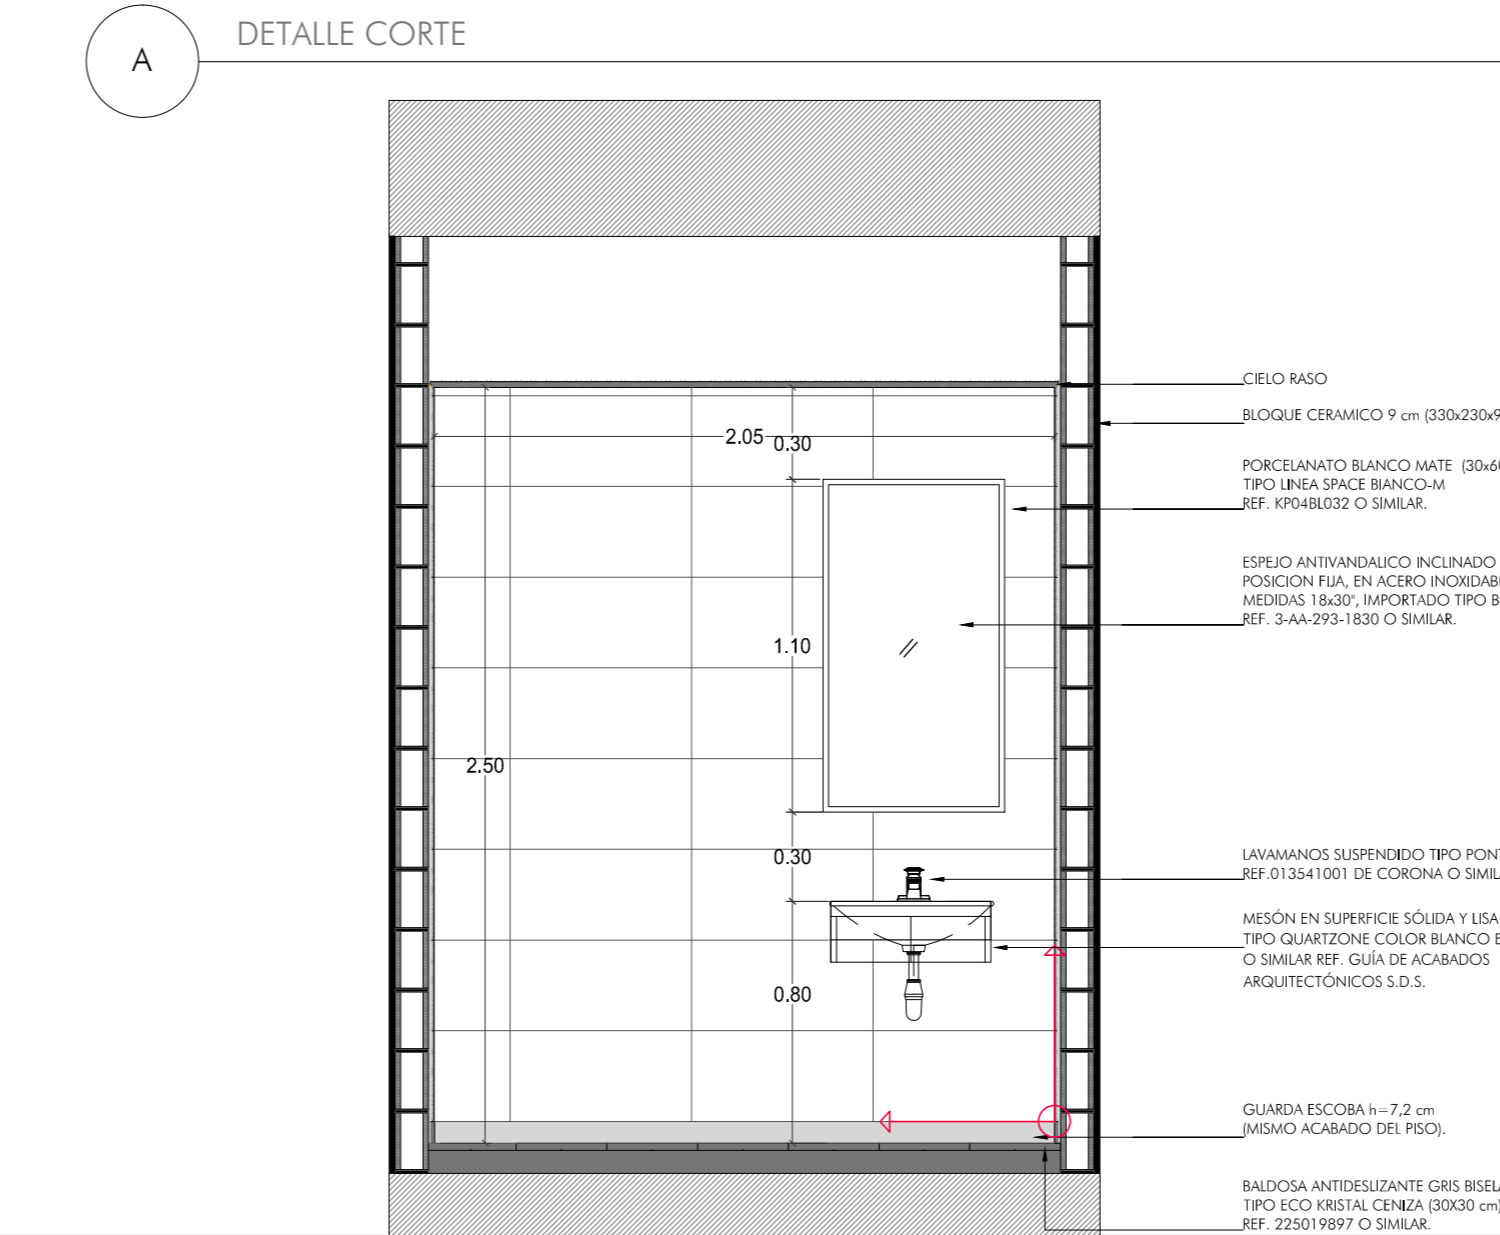 A
DETALLE CORTE
CIELO RASO
BLOQUE CERAMICO 9 cm (330x230x9
PORCELANATO BLANCO MATE (30x60
TIPO LINEA SPACE BIANCO-M
REF. KP04BL032 O SIMILAR.
2.05
0.30
ESPEJO ANTIVANDALICO INCLINADO
POSICION FIJA, EN ACERO INOXIDAB
MEDIDAS 18x30", IMPORTADO TIPO B
REF. 3-AA-293-1830 O SIMILAR.
1.10
2.50
0.30
LAVAMANOS SUSPENDIDO TIPO PONT
REF.013541001 DE CORONA O SIMIL
MESÓN EN SUPERFICIE SÓLIDA Y LISA
TIPO QUARTZONE COLOR BLANCO E
O SIMILAR REF. GUÍA DE ACABADOS
ARQUITECTÓNICOS S.D.S.
0.80
GUARDA ESCOBA h=7,2 cm
(MISMO ACABADO DEL PISO).
BALDOSA ANTIDESLIZANTE GRIS BISEL
TIPO ECO KRISTAL CENIZA (30X30 cm)
REF. 225019897 O SIMILAR.